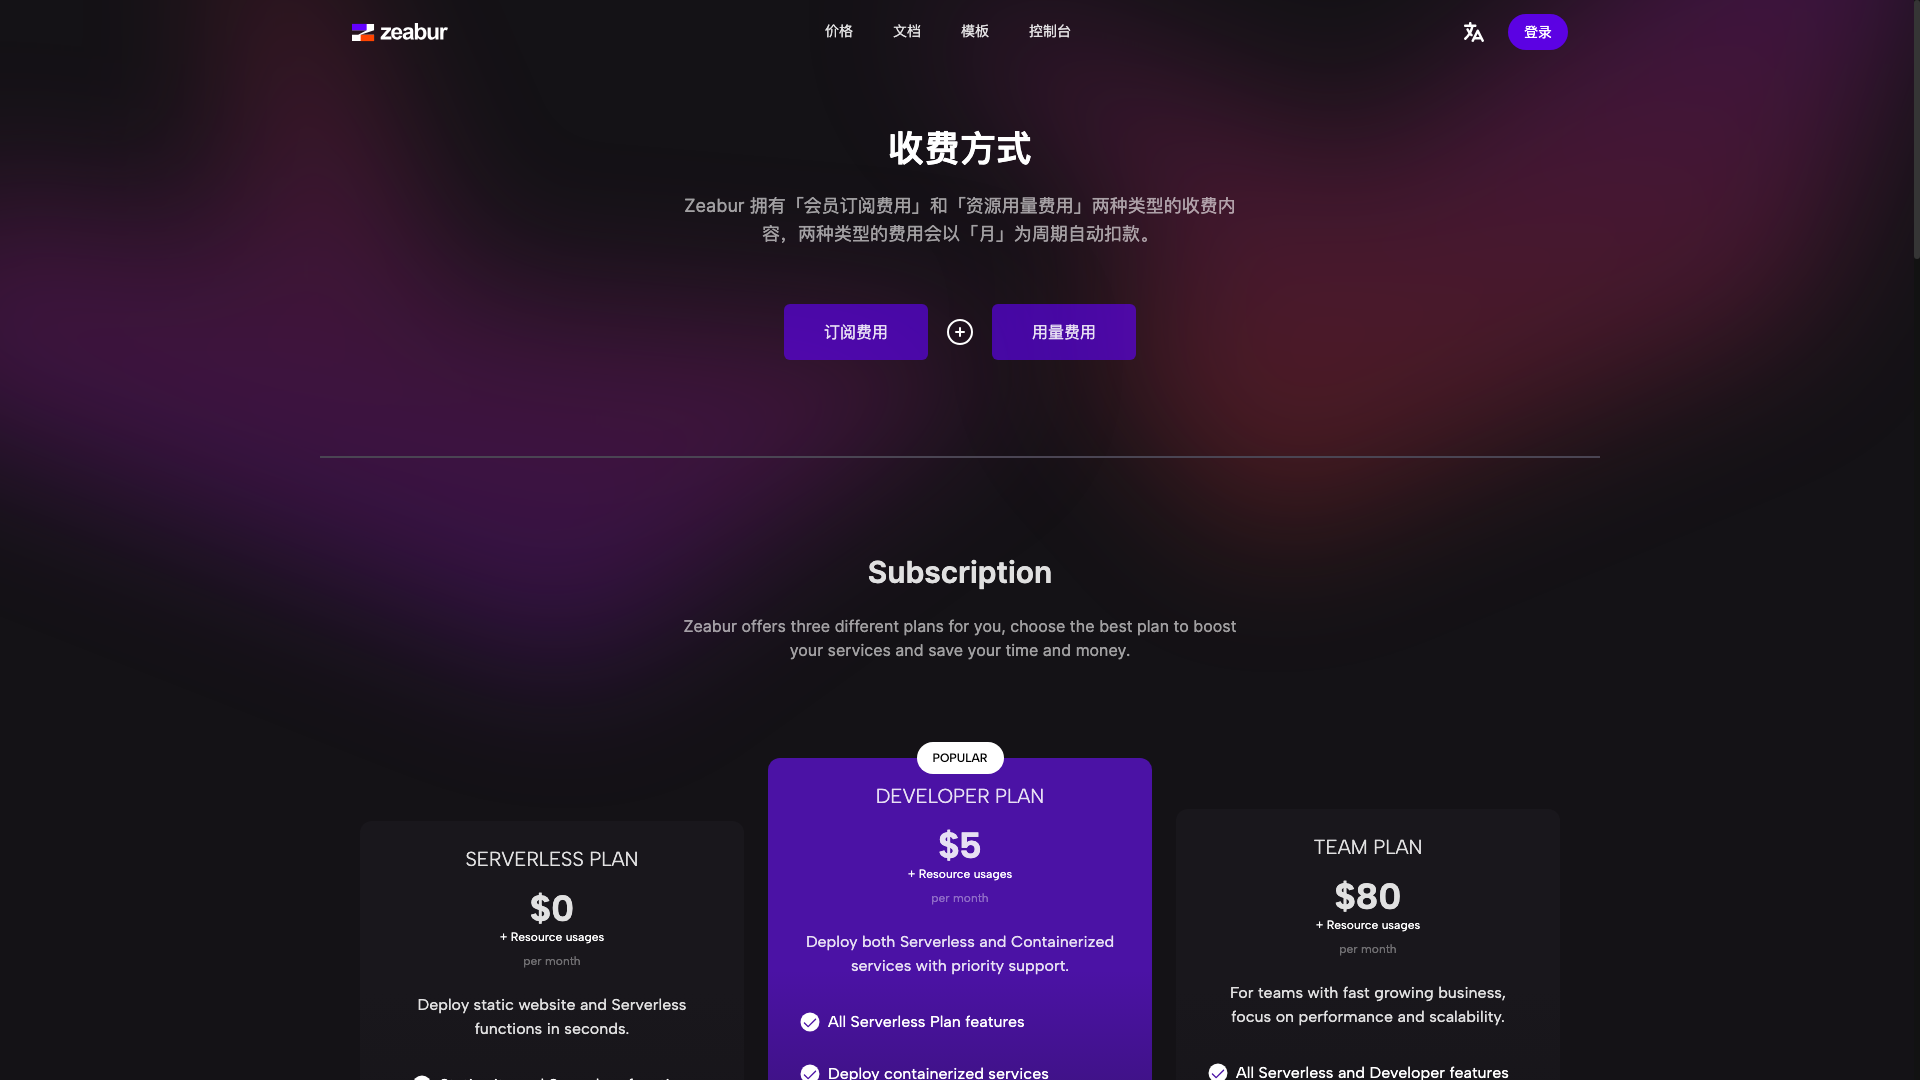 zeabur
价格
文档
模板
控制台
登录
收费方式
Zeabur 拥有「会员订阅费用」和「资源用量费用」两种类型的收费内
容，两种类型的费用会以「月」为周期自动扣款。
订阅费用
用量费用
Subscription
Zeabur offers three different plans for you, choose the best plan to boost
your services and save your time and money.
SERVERLESS PLAN
$0
+ Resource usages
per month
Deploy static website and Serverless
functions in seconds.
POPULAR
DEVELOPER PLAN
$5
+ Resource usages
per month
Deploy both Serverless and Containerized
services with priority support.
All Serverless Plan features
Deploy containerized services
TEAM PLAN
$80
+ Resource usages
per month
For teams with fast growing business,
focus on performance and scalability.
All Serverless and Developer features